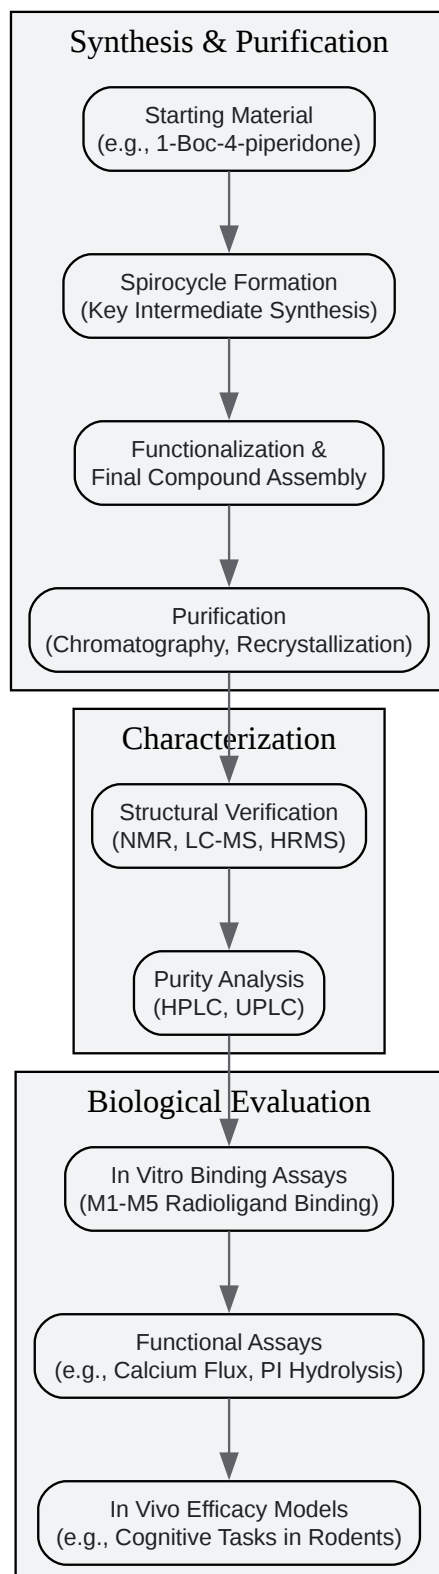 Synthesis & Purification
Starting Material
(e.g., 1-Boc-4-piperidone)
Spirocycle Formation
(Key Intermediate Synthesis)
Functionalization &
Final Compound Assembly
Purification
(Chromatography, Recrystallization)
Characterization
Structural Verification
(NMR, LC-MS, HRMS)
Purity Analysis
(HPLC, UPLC)
Biological Evaluation
In Vitro Binding Assays
(M1-M5 Radioligand Binding)
Functional Assays
(e.g., Calcium Flux, PI Hydrolysis)
In Vivo Efficacy Models
(e.g., Cognitive Tasks in Rodents)